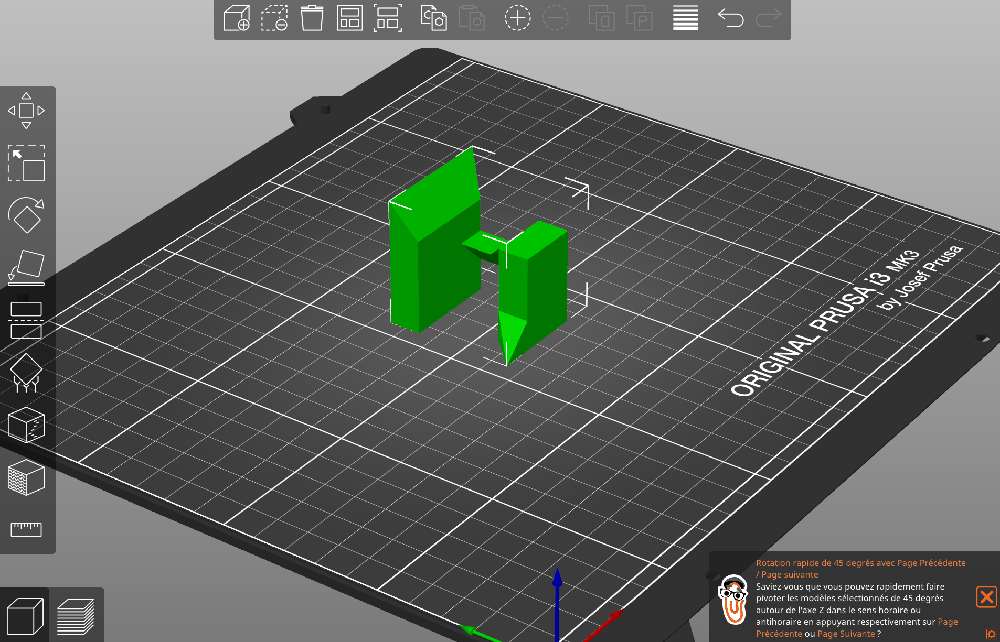 ORIGINAL PRUSA i3 MK3
by Josef Prusa
Rotation rapide de 45 degrés avec Page Précédente
/ Page suivante
Saviez-vous que vous pouvez rapidement faire
pivoter les modèles sélectionnés de 45 degrés
autour de l'axe Z dans le sens horaire ou
antihoraire en appuyant respectivement sur Page
Précédente ou Page Suivante ?